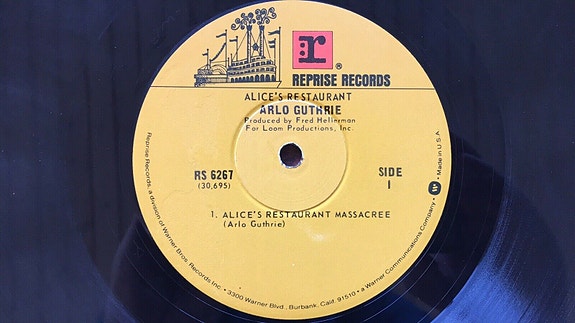 r®
REPRISE RECORDS
ALICE'S RESTAURANT
ARLO GUTHRIE
Produced by Fred Hellerman
For Loom Productions, Inc.
RS 6267
(30,695)
SIDE
1
1. ALICE'S RESTAURANT MASSACREE
(Arlo Guthrie)
Reprise Records, a division of Warner Bros. Records Inc. • 3300 Warner Blvd., Burbank, Calif. 91510 • a Warner Communications Company • W • Made in U.S.A.